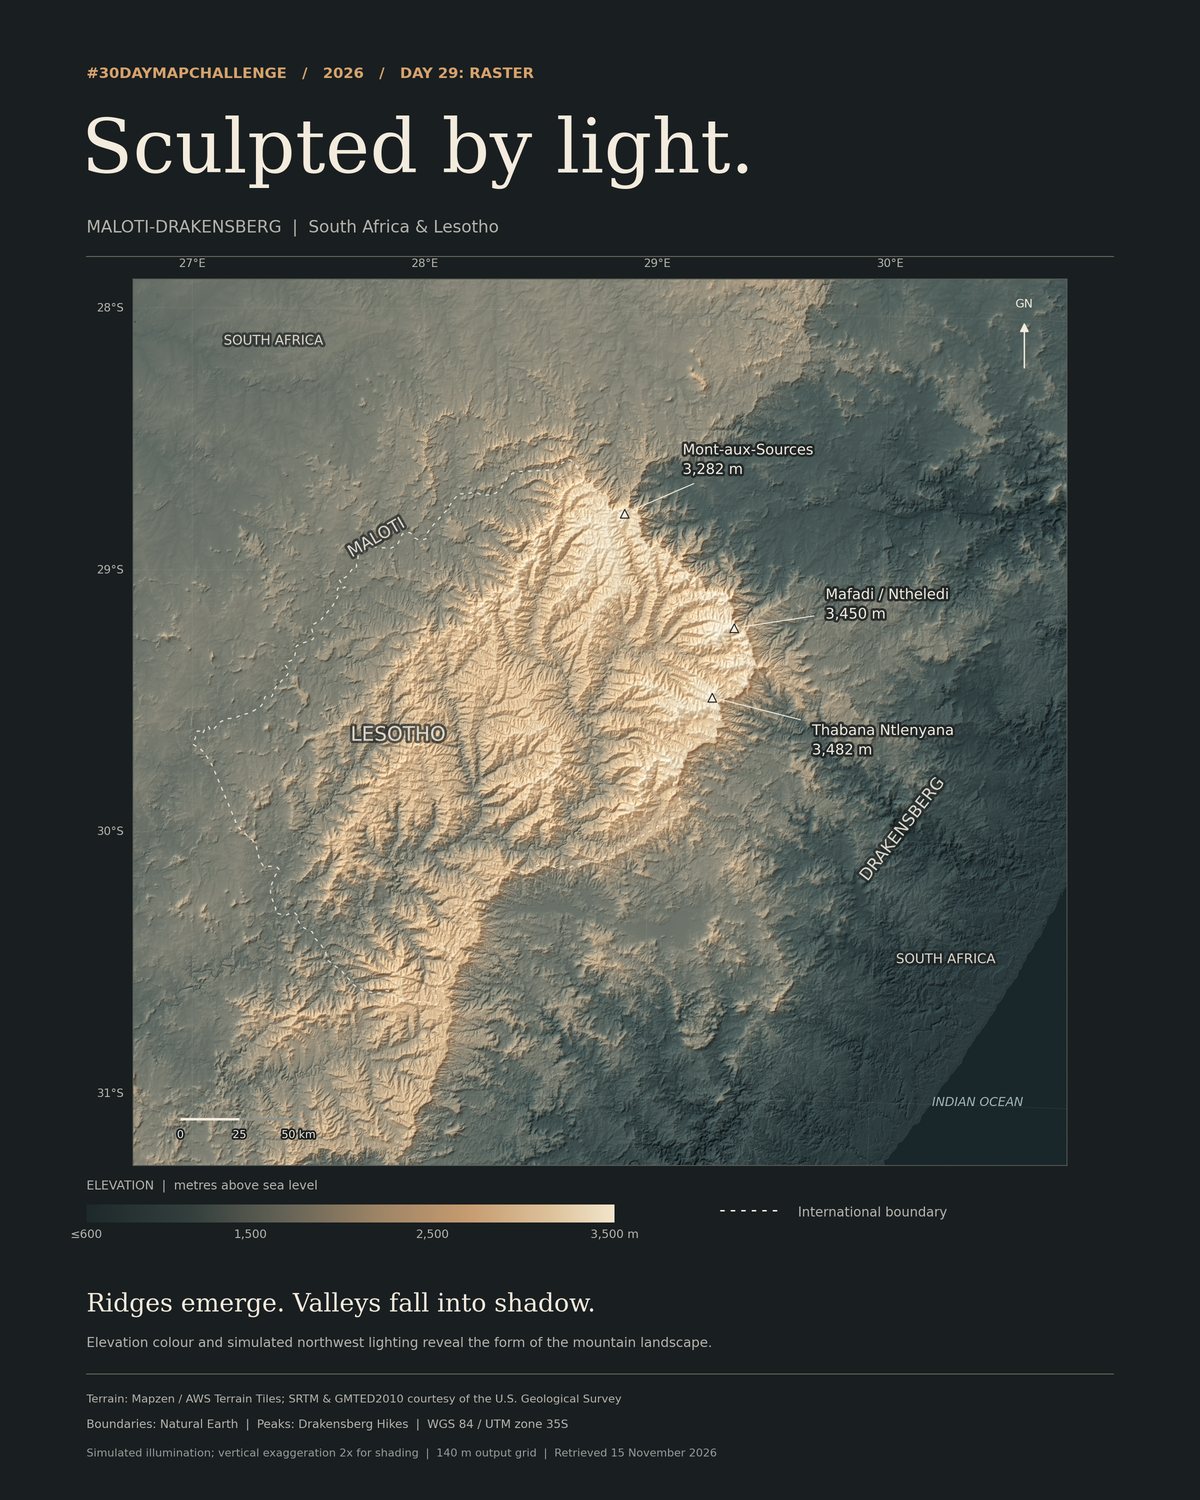 #30DAYMAPCHALLENGE / 2026 / DAY 29: RASTER
Sculpted by light.
MALOTI-DRAKENSBERG | South Africa & Lesotho
27°E 28°E 29°E 30°E
28°S
GN
SOUTH AFRICA
Mont-aux-Sources
3,282 m
MALOTI
29°S
Mafadi / Ntheledi
3,450 m
LESOTHO
Thabana Ntlenyana
3,482 m
DRAKENSBERG
30°S
SOUTH AFRICA
31°S
INDIAN OCEAN
0 25 50 km
ELEVATION | metres above sea level
≤600 1,500 2,500 3,500 m
International boundary
Ridges emerge. Valleys fall into shadow.
Elevation colour and simulated northwest lighting reveal the form of the mountain landscape.
Terrain: Mapzen / AWS Terrain Tiles; SRTM & GMTED2010 courtesy of the U.S. Geological Survey
Boundaries: Natural Earth | Peaks: Drakensberg Hikes | WGS 84 / UTM zone 35S
Simulated illumination; vertical exaggeration 2x for shading | 140 m output grid | Retrieved 15 November 2026